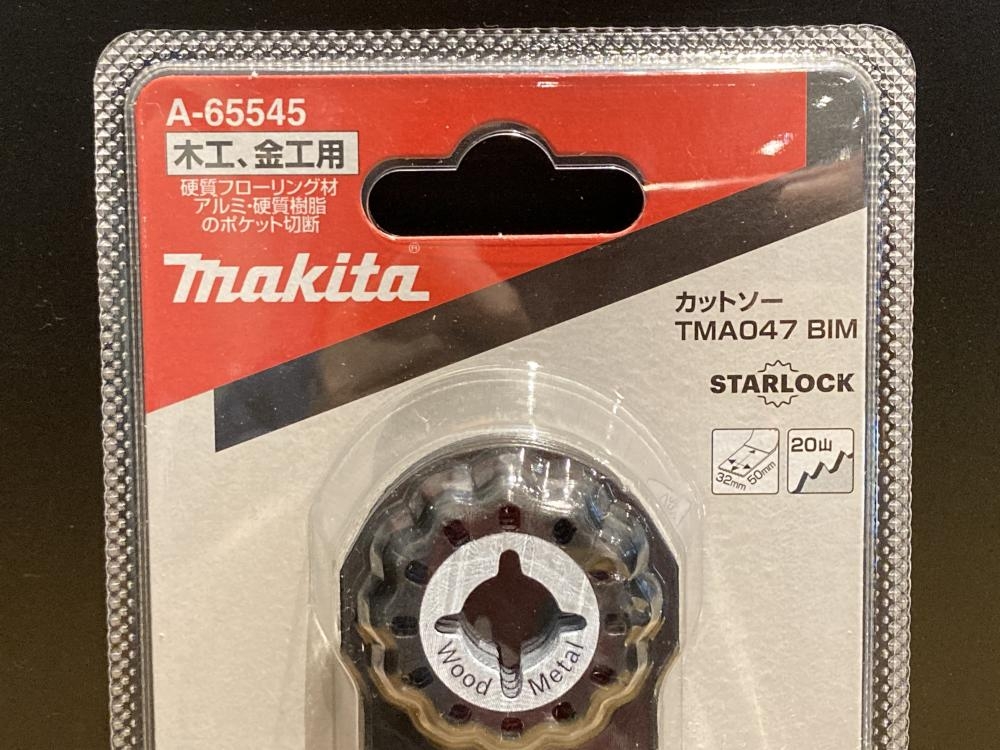 A-65545
木工、金工用
硬質フローリング材
アルミ・硬質樹脂
のポケット切断
makita®
カットソー
TMA047 BIM
STARLOCK
32mm 50mm
20山
Wood Metal